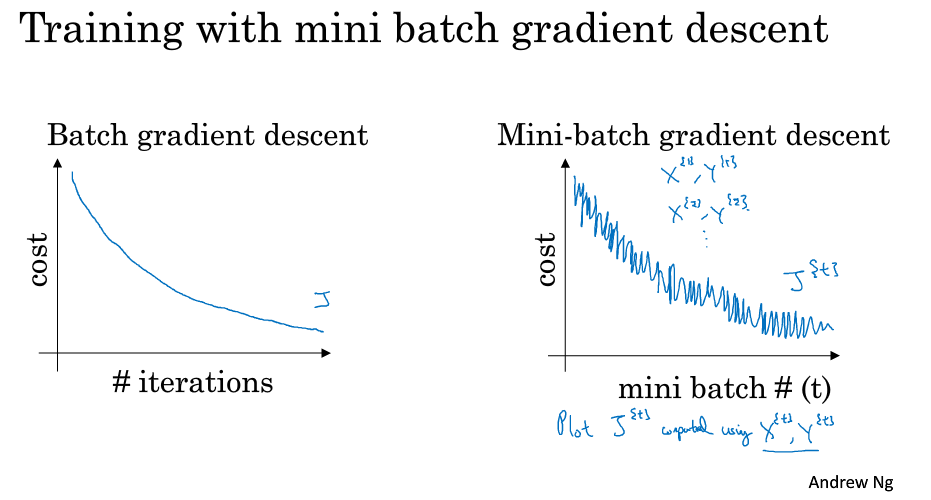 Training with mini batch gradient descent
Batch gradient descent
cost
J
# iterations
Mini-batch gradient descent
X^{1}, Y^{1}
X^{2}, Y^{2}
⋮
cost
J^{t}
mini batch # (t)
Plot J^{t} computed using X^{t}, Y^{t}
Andrew Ng